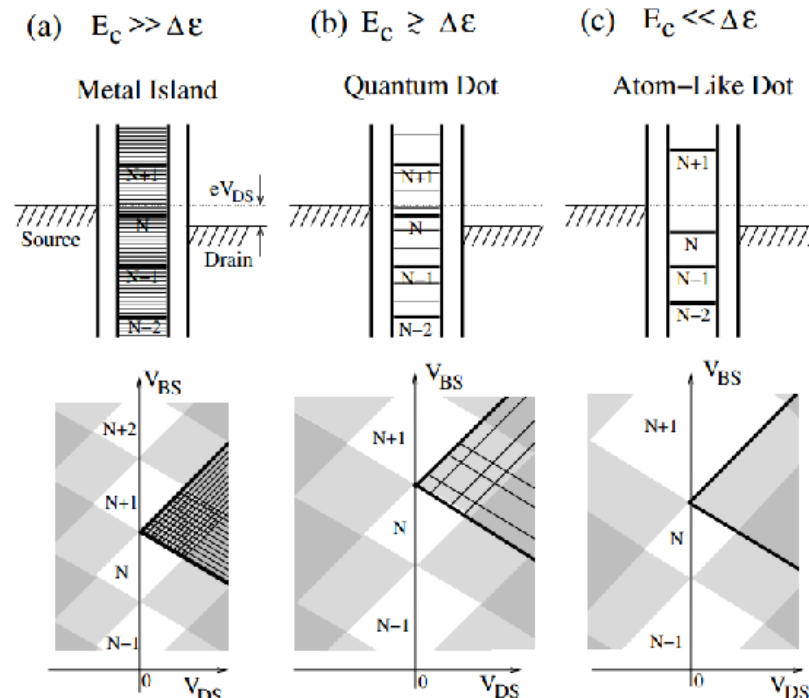 (a) E_c >> Δε
Metal Island
N+1
eV_DS
N
Source
Drain
N−1
N−2
V_BS
N+2
N+1
N
N−1
0
V_DS
(b) E_c ≳ Δε
Quantum Dot
N+1
N
N−1
N−2
V_BS
N+1
N
N−1
0
V_DS
(c) E_c << Δε
Atom−Like Dot
N+1
N
N−1
N−2
V_BS
N+1
N
N−1
0
V_DS